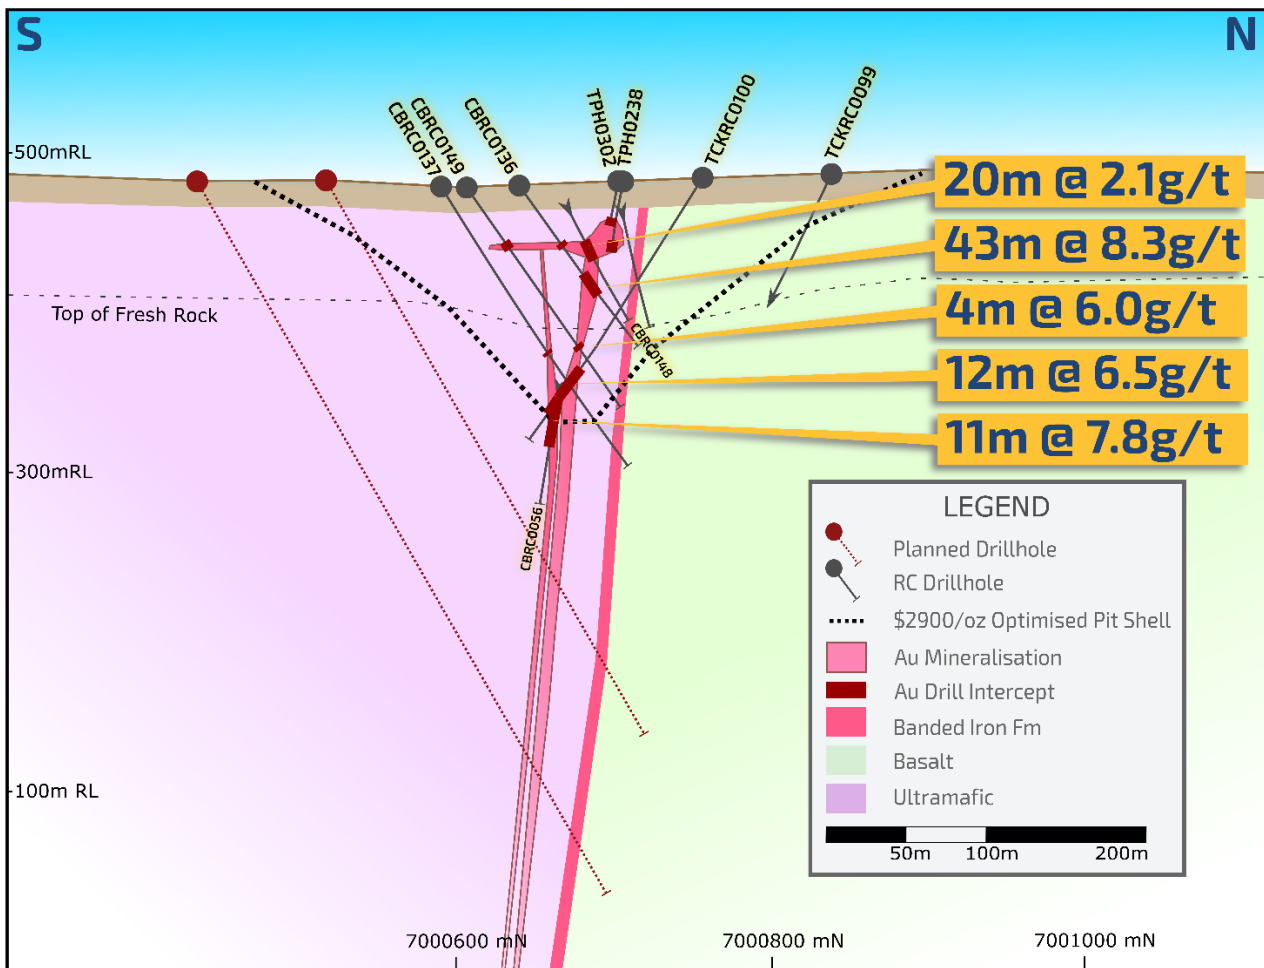 S
N
CBRC0137
CBRC0149
CBRC0136
TPH0302
TPH0238
TCKRC0100
TCKRC0099
500mRL
20m @ 2.1g/t
43m @ 8.3g/t
4m @ 6.0g/t
12m @ 6.5g/t
11m @ 7.8g/t
Top of Fresh Rock
CBRC0148
300mRL
CBRC0056
LEGEND
Planned Drillhole
RC Drillhole
$2900/oz Optimised Pit Shell
Au Mineralisation
Au Drill Intercept
Banded Iron Fm
Basalt
Ultramafic
50m 100m 200m
100m RL
7000600 mN 7000800 mN 7001000 mN